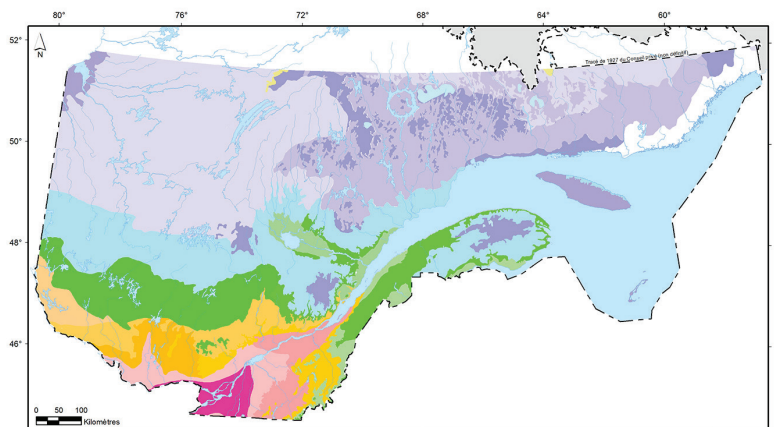 80° 76° 72° 68° 64° 60°
52°
N
Tracé de 1927 du Conseil privé (non définitif)
50°
48°
46°
0 50 100
Kilomètres